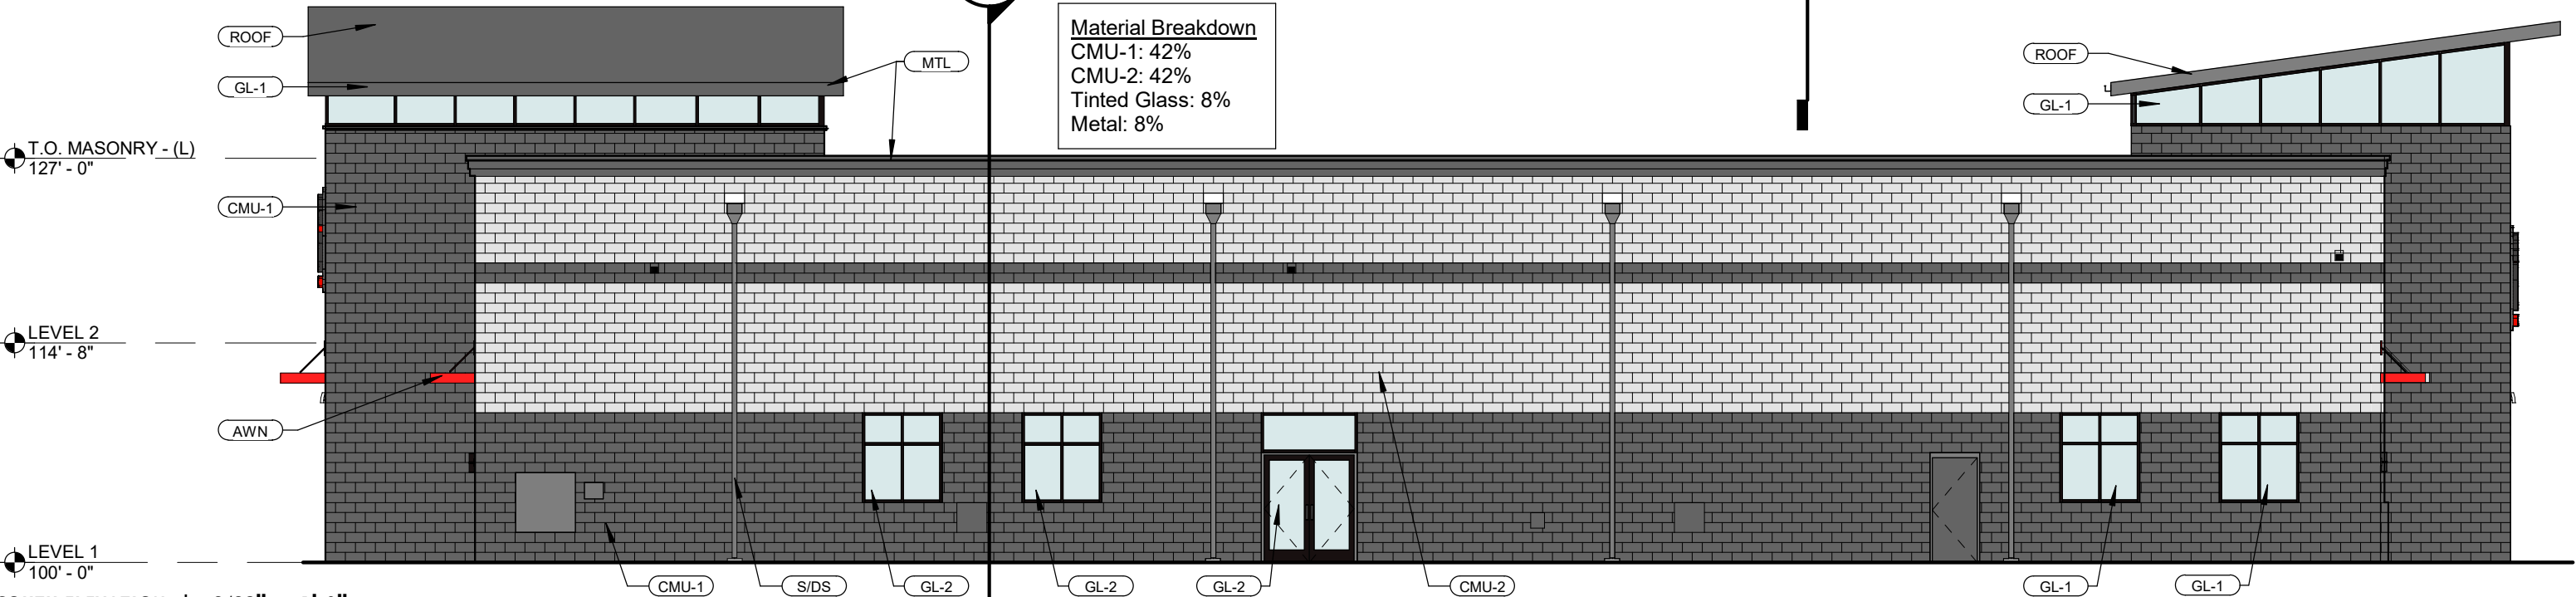 ROOF
GL-1
MTL
Material Breakdown
CMU-1: 42%
CMU-2: 42%
Tinted Glass: 8%
Metal: 8%
ROOF
GL-1
T.O. MASONRY - (L)
127' - 0"
CMU-1
LEVEL 2
114' - 8"
AWN
LEVEL 1
100' - 0"
CMU-1
S/DS
GL-2
GL-2
GL-2
CMU-2
GL-1
GL-1